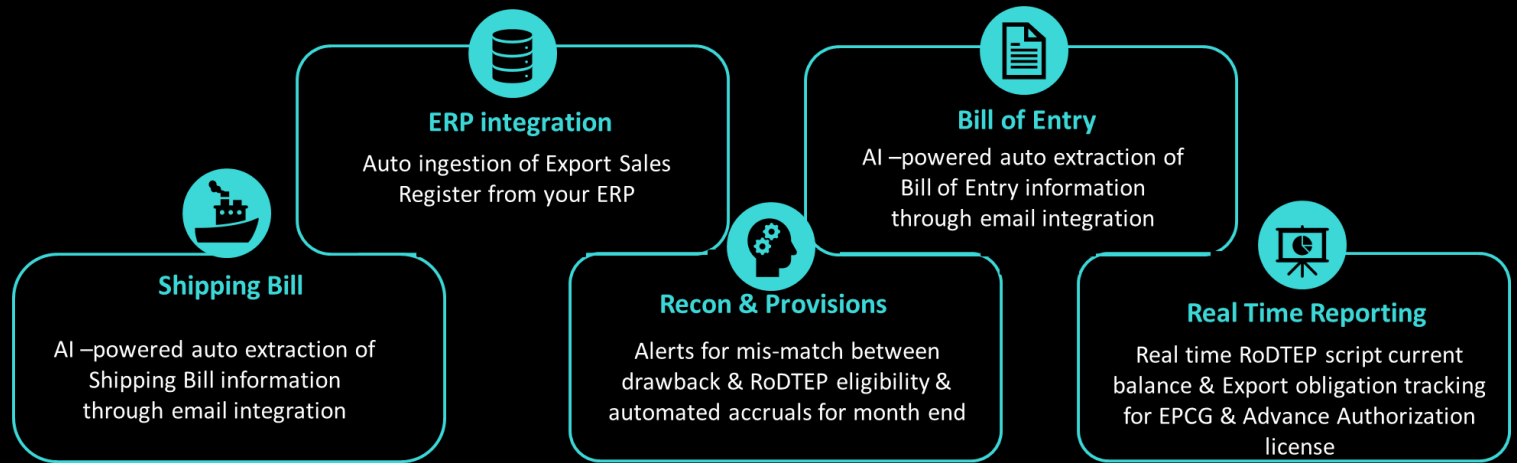 Shipping Bill
AI –powered auto extraction of
Shipping Bill information
through email integration
ERP integration
Auto ingestion of Export Sales
Register from your ERP
Recon & Provisions
Alerts for mis-match between
drawback & RoDTEP eligibility &
automated accruals for month end
Bill of Entry
AI –powered auto extraction of
Bill of Entry information
through email integration
Real Time Reporting
Real time RoDTEP script current
balance & Export obligation tracking
for EPCG & Advance Authorization
license